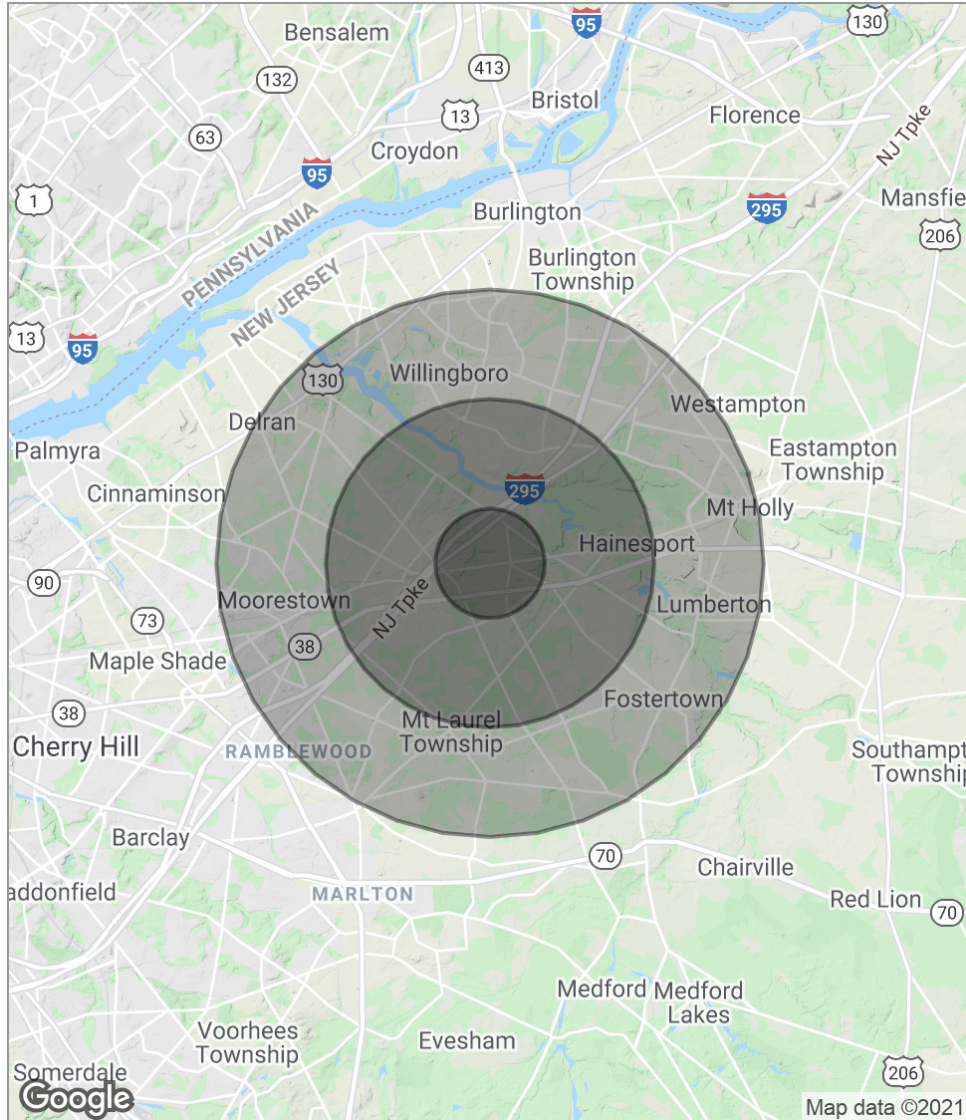 95
130
Bensalem
413
132
Bristol
13
Florence
63
Croydon
NJ Tpke
95
1
Mansfie
PENNSYLVANIA
Burlington
295
206
Burlington
Township
NEW JERSEY
13
95
130
Willingboro
Westampton
Delran
Palmyra
Eastampton
Township
Cinnaminson
295
Mt Holly
Hainesport
90
NJ Tpke
Moorestown
Lumberton
73
38
Maple Shade
38
Fostertown
Mt Laurel
Township
Cherry Hill
RAMBLEWOOD
Southampt
Township
Barclay
70
Chairville
addonfield
MARLTON
Red Lion
70
Medford
Medford
Lakes
Voorhees
Township
Evesham
Somerdale
206
Google
Map data ©2021